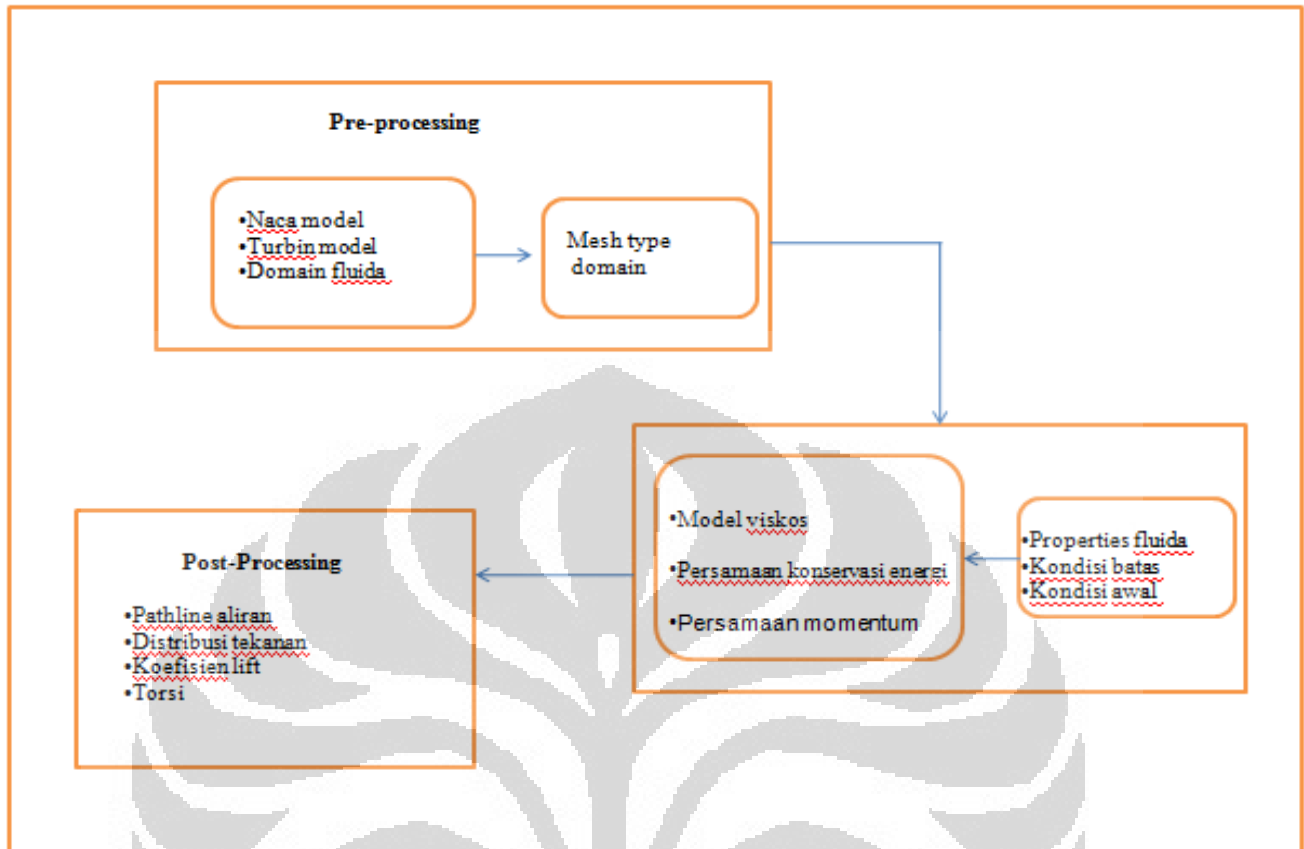 Pre-processing
•Naca model
•Turbin model
•Domain fluida
Mesh type
domain
•Model viskos
•Persamaan konservasi energi
•Persamaan momentum
•Properties fluida
•Kondisi batas
•Kondisi awal
Post-Processing
•Pathline aliran
•Distribusi tekanan
•Koefisien lift
•Torsi